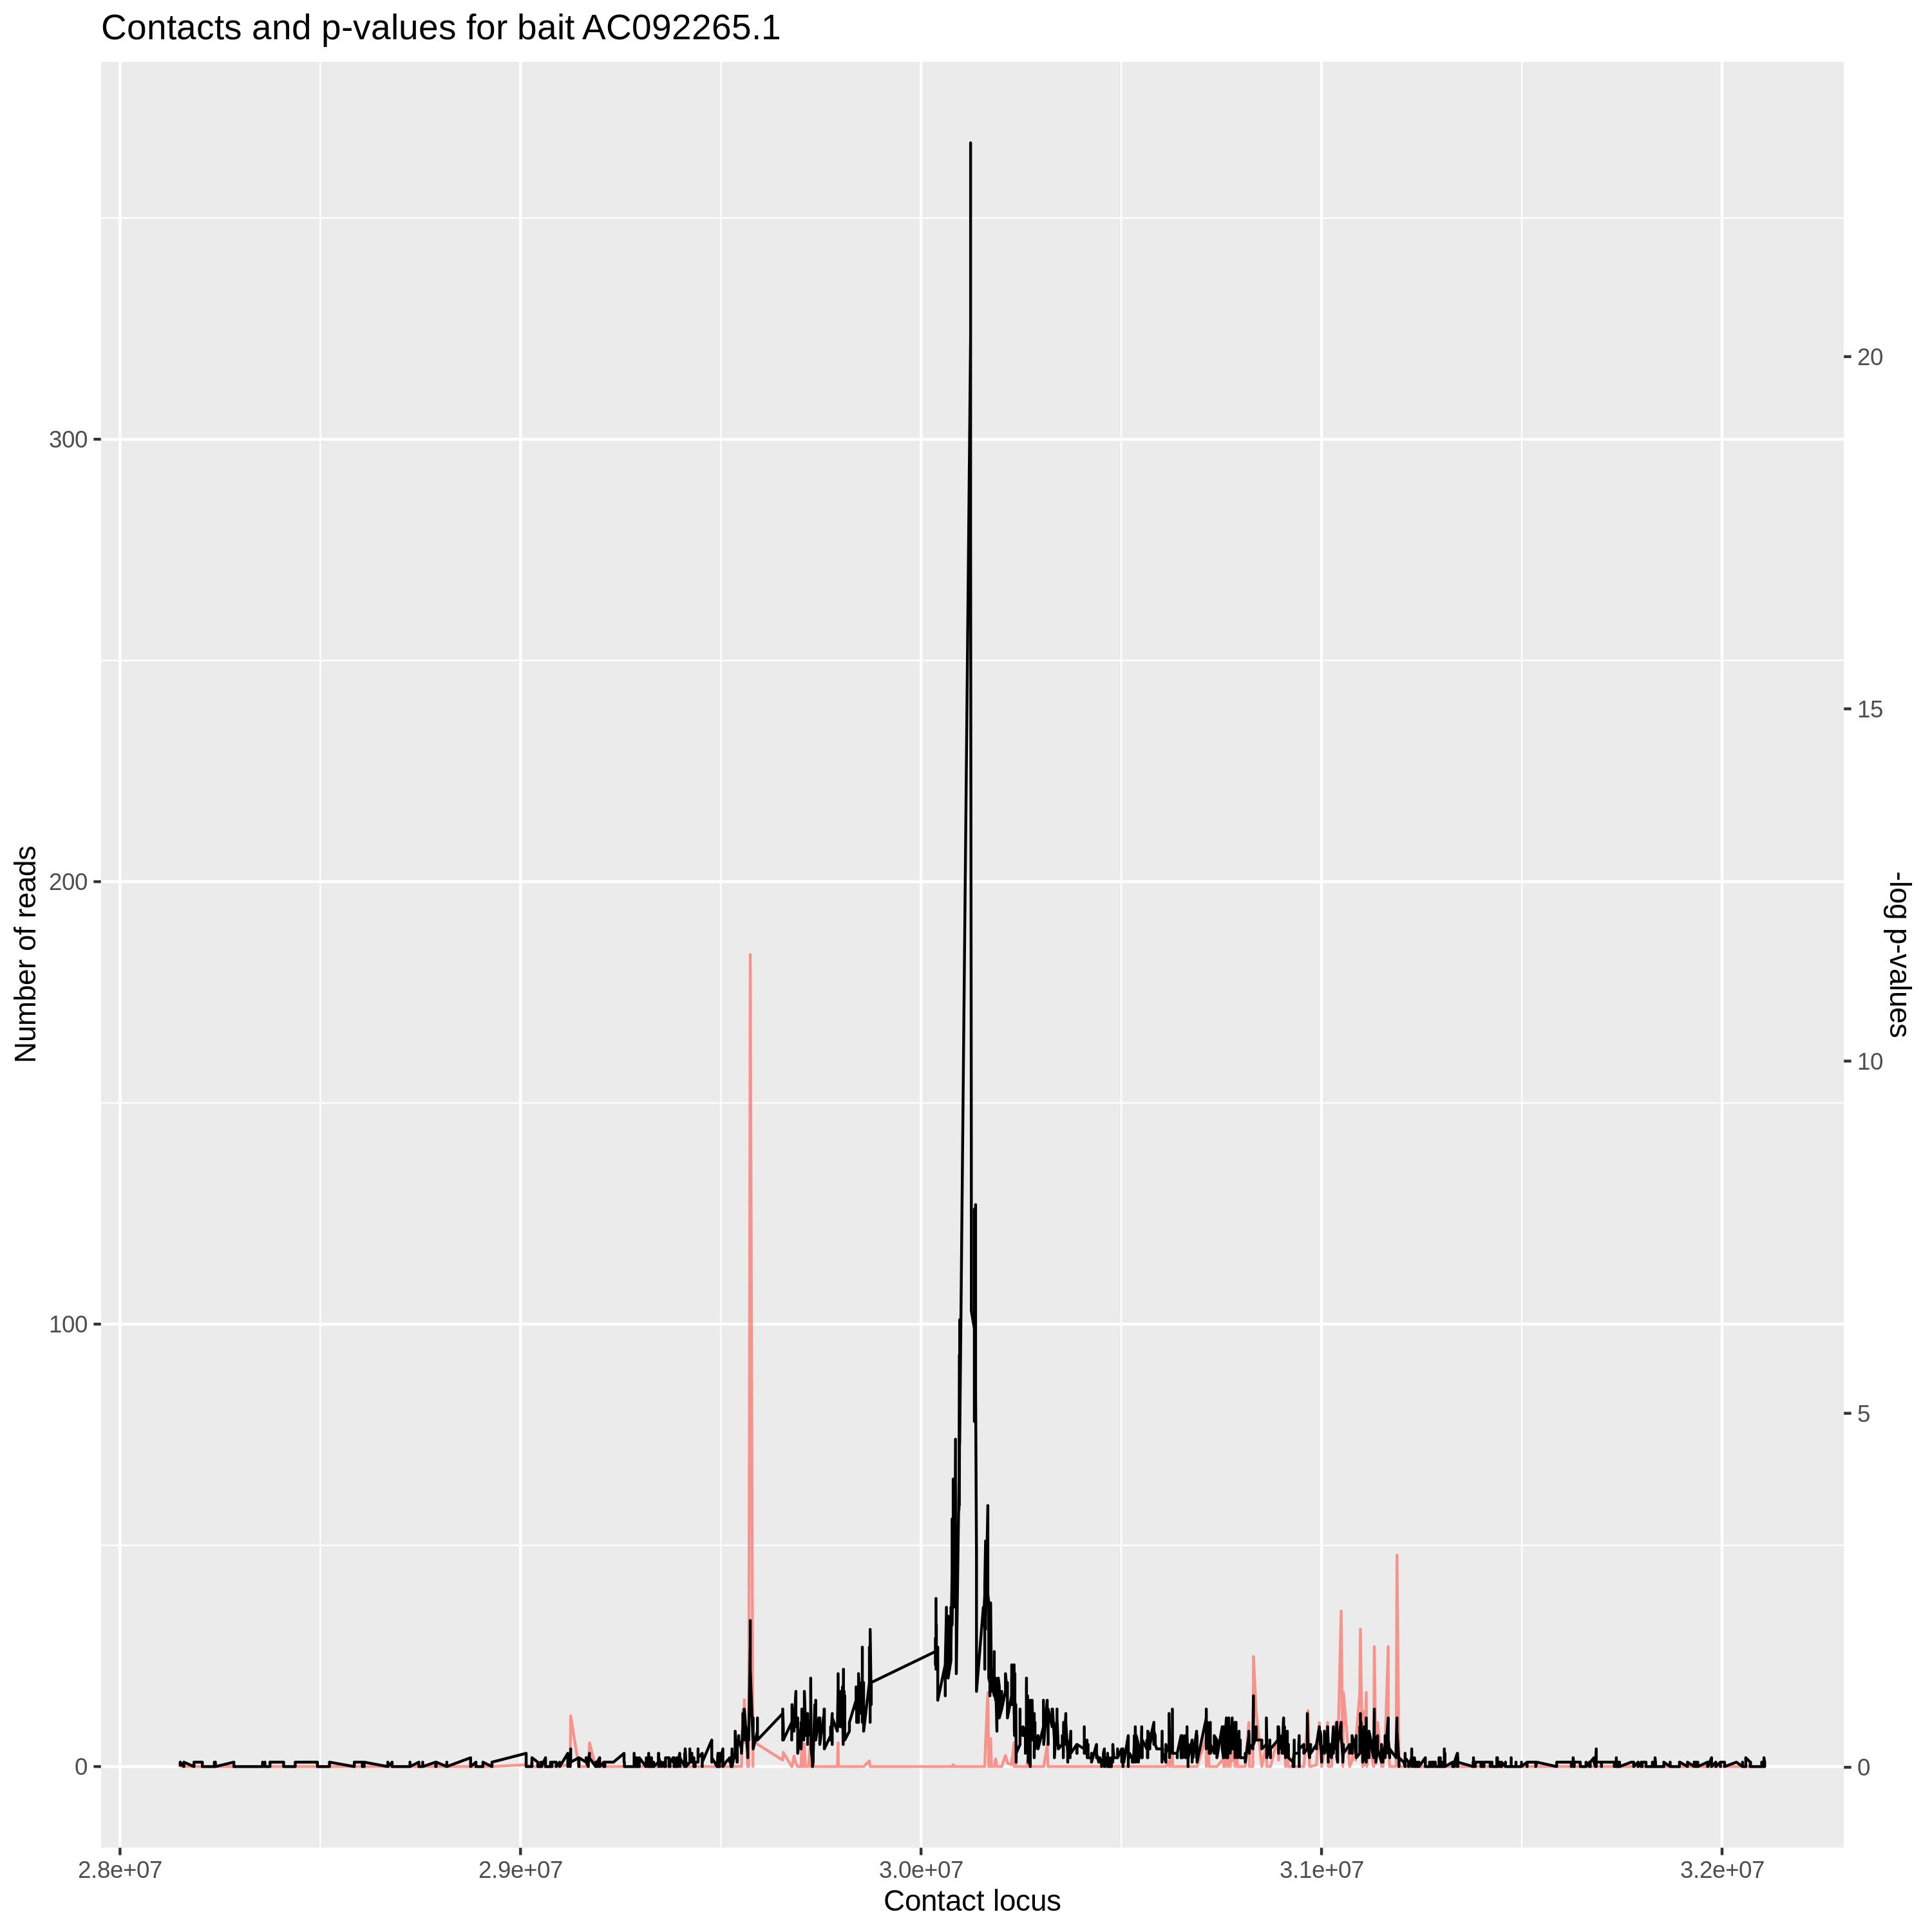 Contacts and p-values for bait AC092265.1
Number of reads
300
200
100
0
20
15
10
5
0
-log p-values
2.8e+07
2.9e+07
3.0e+07
3.1e+07
3.2e+07
Contact locus